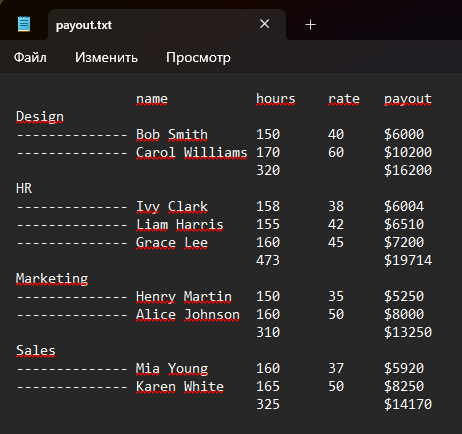 payout.txt
Файл Изменить Просмотр
name hours rate payout
Design
-------------- Bob Smith 150 40 $6000
-------------- Carol Williams 170 60 $10200
320 $16200
HR
-------------- Ivy Clark 158 38 $6004
-------------- Liam Harris 155 42 $6510
-------------- Grace Lee 160 45 $7200
473 $19714
Marketing
-------------- Henry Martin 150 35 $5250
-------------- Alice Johnson 160 50 $8000
310 $13250
Sales
-------------- Mia Young 160 37 $5920
-------------- Karen White 165 50 $8250
325 $14170